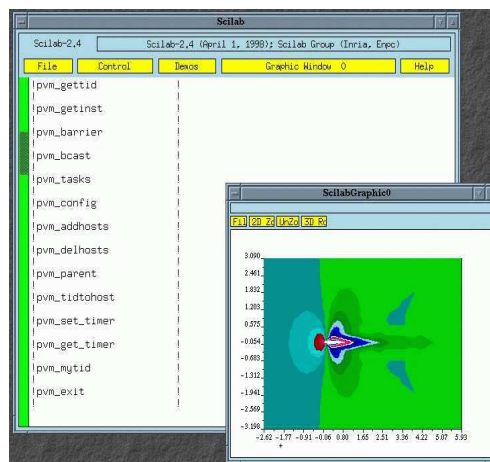 Scilab
Scilab-2.4
Scilab-2.4 (April 1, 1998); Scilab Group (Inria, Enpc)
File Control Demos Graphic Window 0 Help
!pvm_gettid !
! !
!pvm_getinst !
! !
!pvm_barrier !
! !
!pvm_bcast !
! !
!pvm_tasks !
! !
!pvm_config !
! !
!pvm_addhosts !
! !
!pvm_delhosts !
! !
!pvm_parent !
! !
!pvm_tidtohost !
! !
!pvm_set_timer !
! !
!pvm_get_timer !
! !
!pvm_mytid !
! !
!pvm_exit !
! !
ScilabGraphic0
Fil 2D Zo UnZo 3D Ro
3.090
2.461
1.832
1.203
0.575
-0.054
-0.683
-1.312
-1.941
-2.569
-3.198
-2.62 -1.77 -0.91 -0.06 0.80 1.65 2.51 3.36 4.22 5.07 5.93